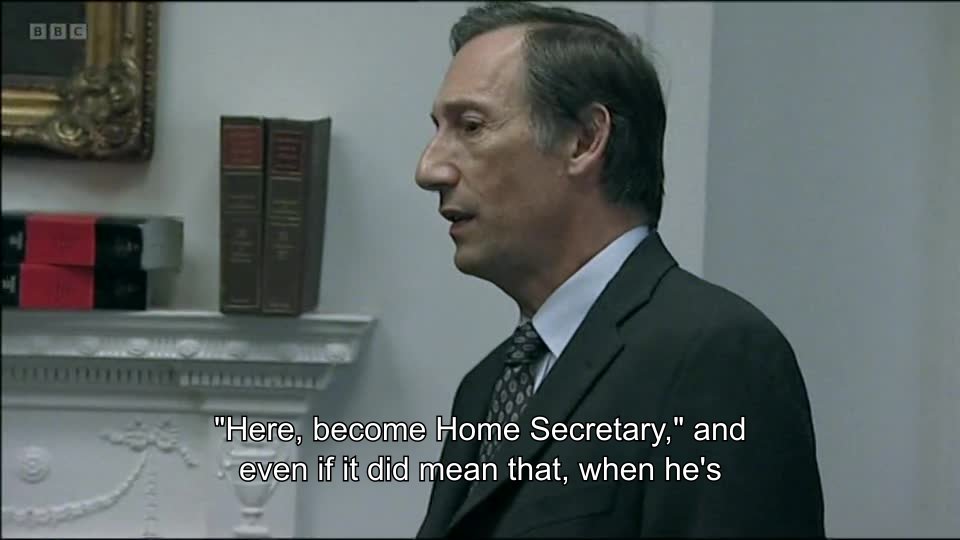 BBC
"Here, become Home Secretary," and
even if it did mean that, when he's